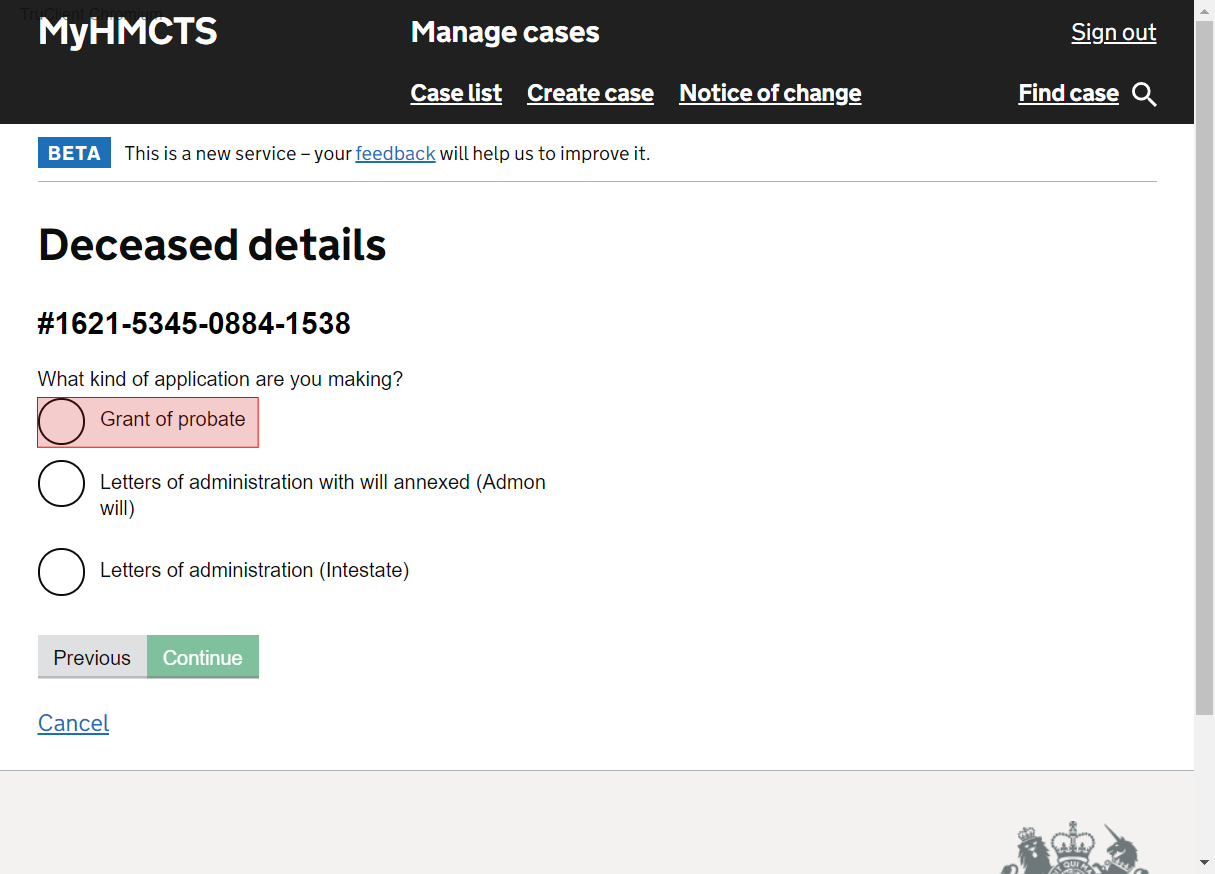 TruClient Chromium
MyHMCTS
Manage cases
Sign out
Case list Create case Notice of change
Find case
BETA This is a new service – your feedback will help us to improve it.
Deceased details
#1621-5345-0884-1538
What kind of application are you making?
Grant of probate
Letters of administration with will annexed (Admon
will)
Letters of administration (Intestate)
Previous Continue
Cancel
QUI M